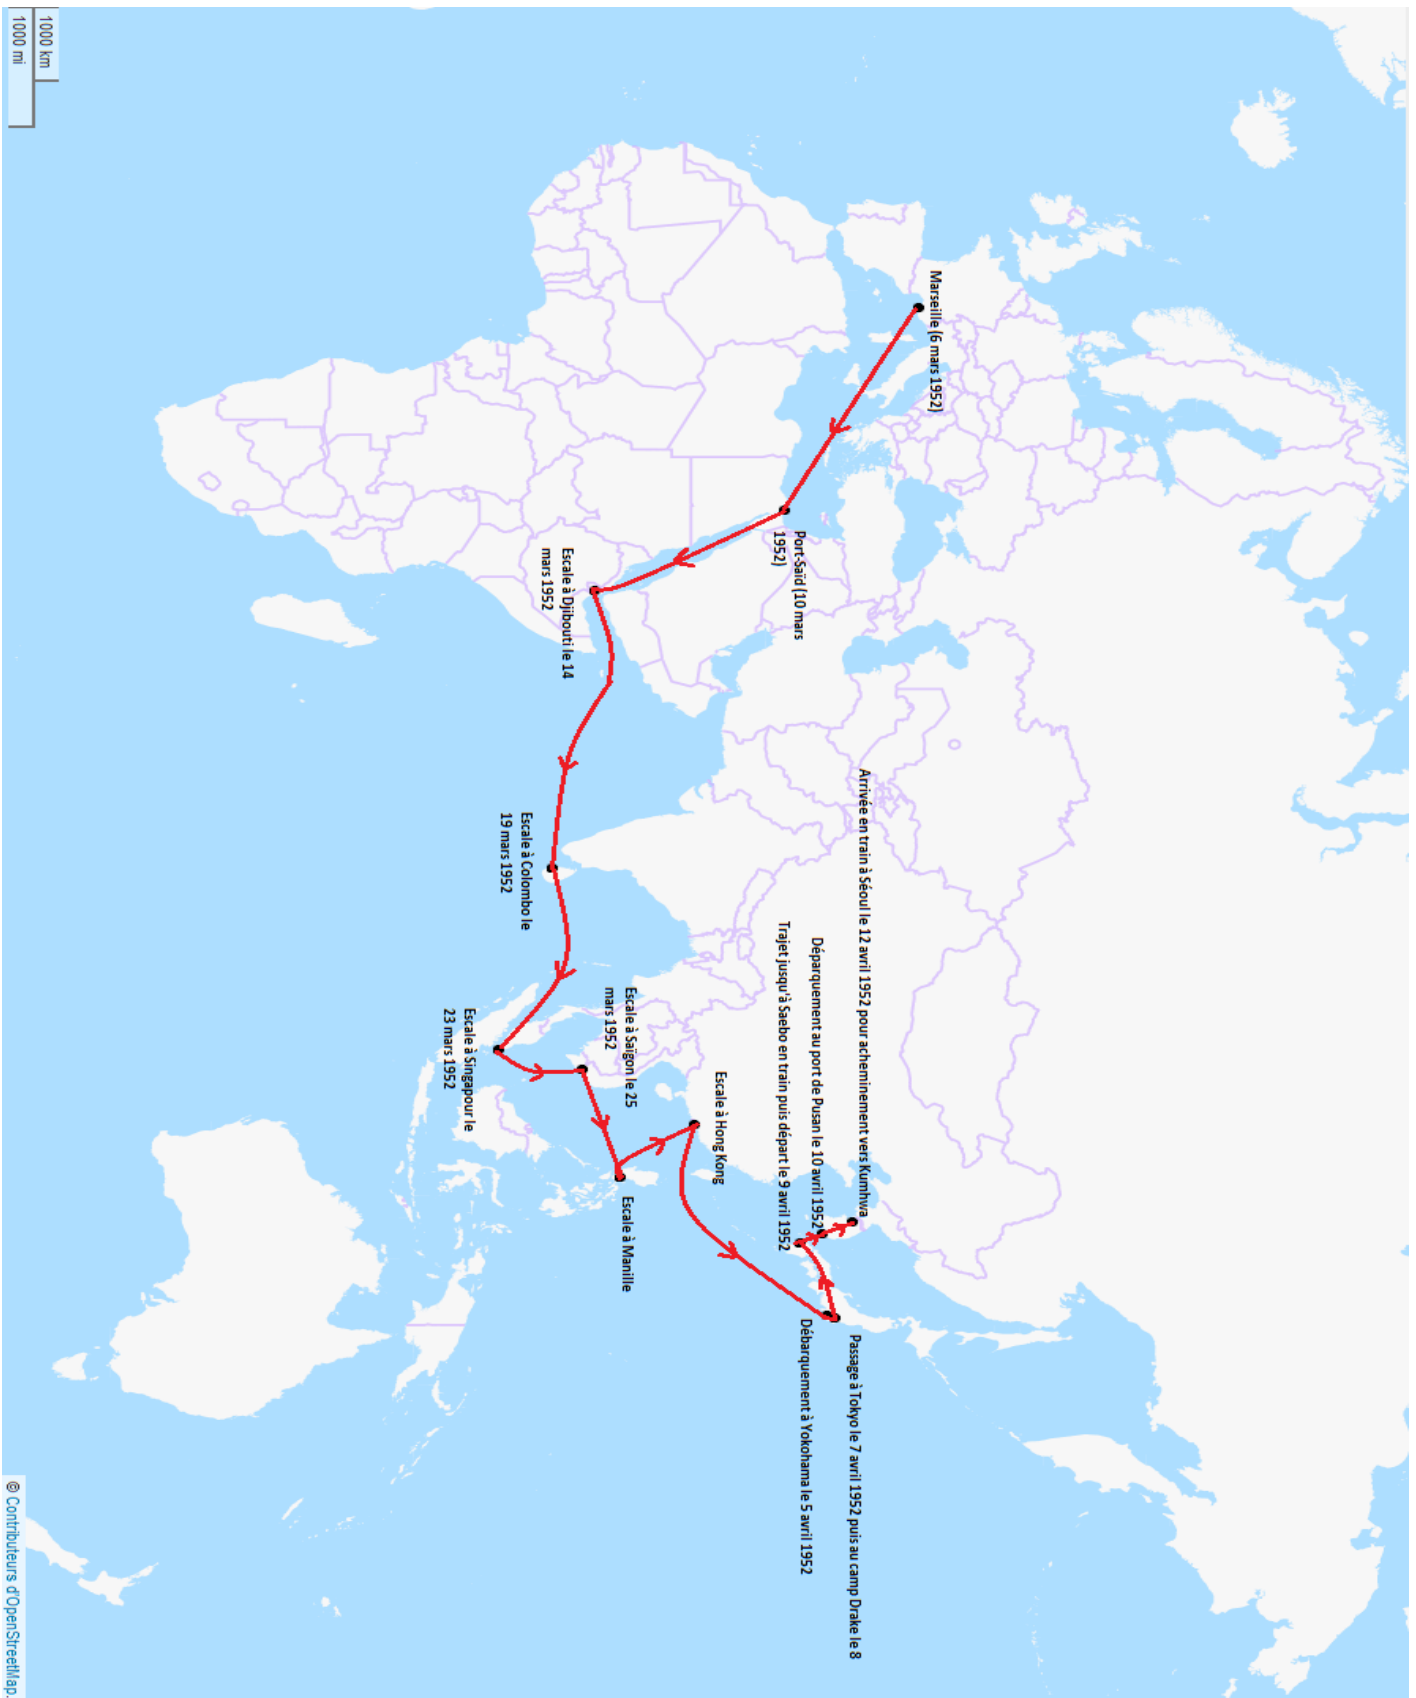 Marseille (6 mars 1952)
Port-Saïd (10 mars
1952)
Escale à Djibouti le 14
mars 1952
Escale à Colombo le
19 mars 1952
Escale à Singapour le
23 mars 1952
Escale à Saïgon le 25
mars 1952
Escale à Manille
Escale à Hong Kong
Débarquement à Yokohama le 5 avril 1952
Passage à Tokyo le 7 avril 1952 puis au camp Drake le 8
Trajet jusqu'à Saebo en train puis départ le 9 avril 1952
Déparquement au port de Pusan le 10 avril 1952
Arrivée en train à Séoul le 12 avril 1952 pour acheminement vers Kumhwa
1000 km
1000 mi
© Contributeurs d'OpenStreetMap.